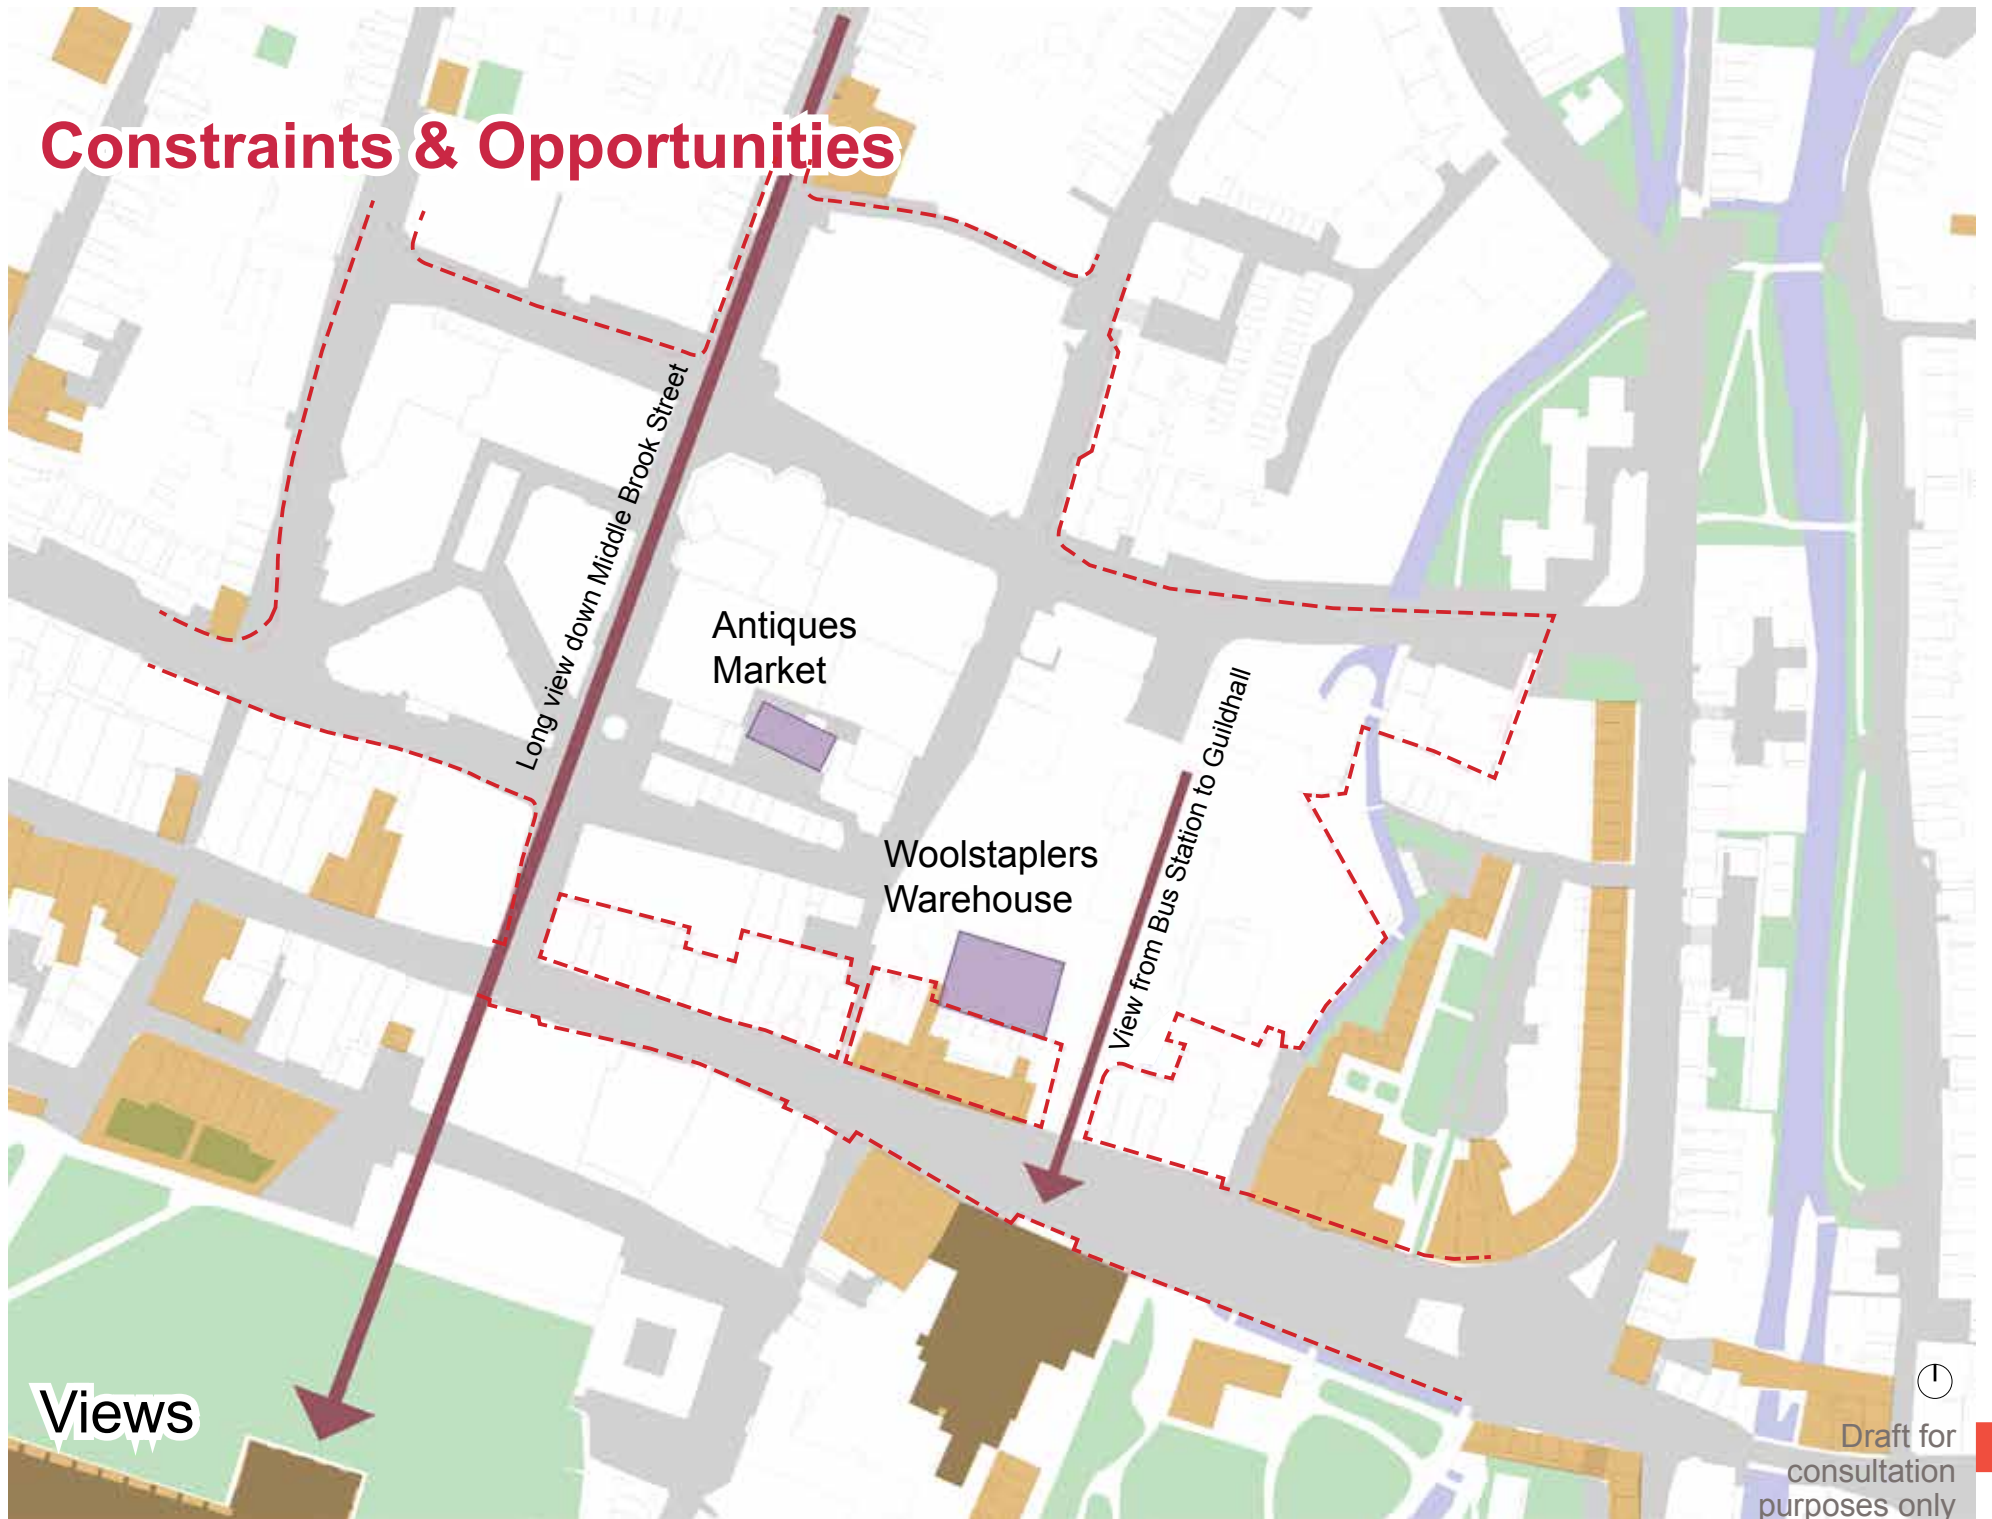 Constraints & Opportunities
Long view down Middle Brook Street
Antiques
Market
View from Bus Station to Guildhall
Woolstaplers
Warehouse
Views
Draft for
consultation
purposes only